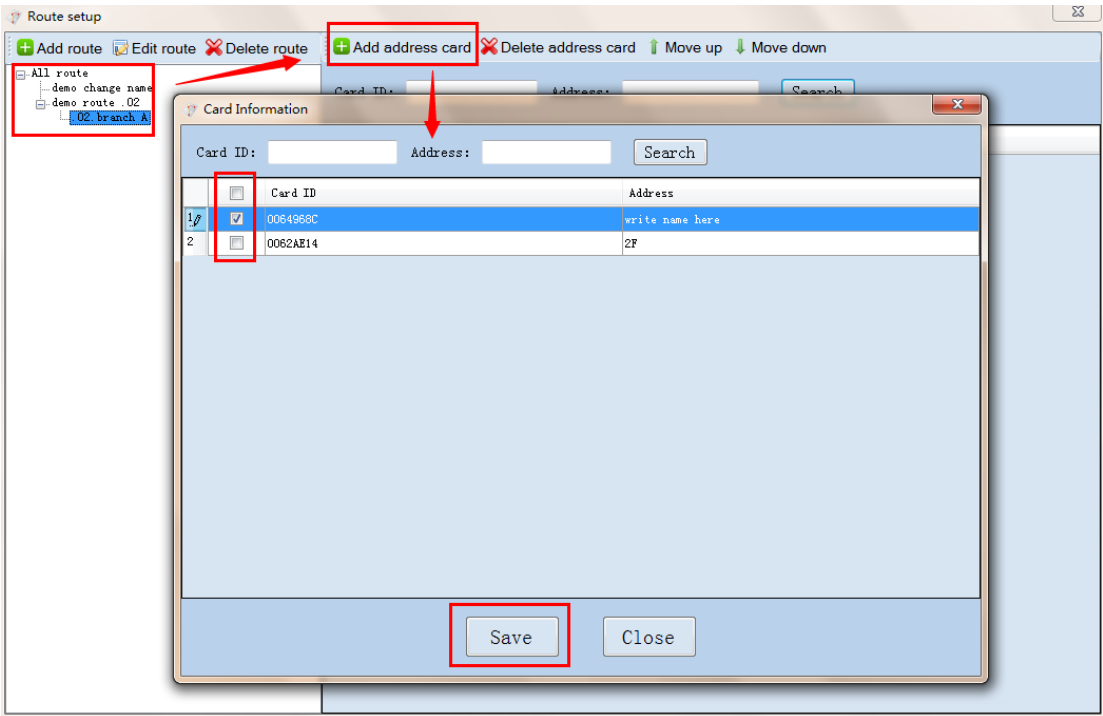 Route setup
Add route Edit route Delete route Add address card Delete address card Move up Move down
All route
demo change name
demo route .02
.02.branch A
Card ID: Address: Search
Card Information
Card ID: Address: Search
Card ID Address
1 0064968C write name here
2 0062AE14 2F
Save Close